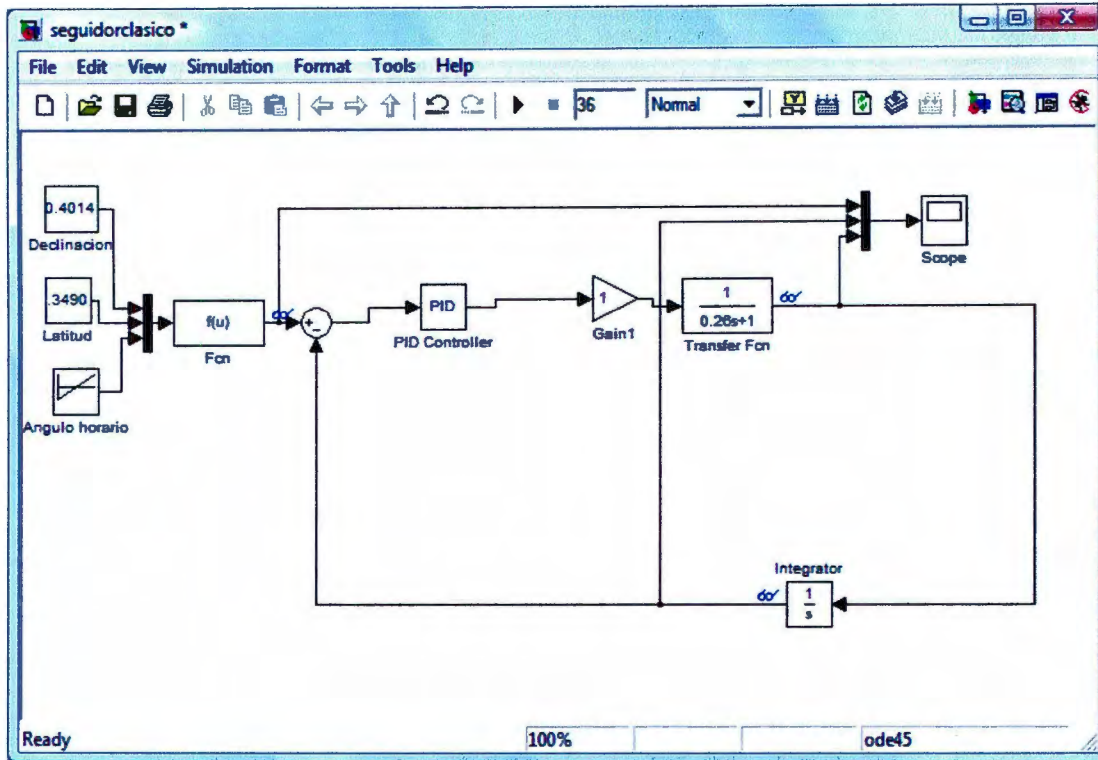 seguidorclasico *
File Edit View Simulation Format Tools Help
36 Normal
0.4014
Declinacion
.3490
Latitud
Angulo horario
f(u)
Fcn
+
-
PID
PID Controller
1
Gain1
1
0.26s+1
Transfer Fcn
Scope
Integrator
1
s
Ready 100% ode45